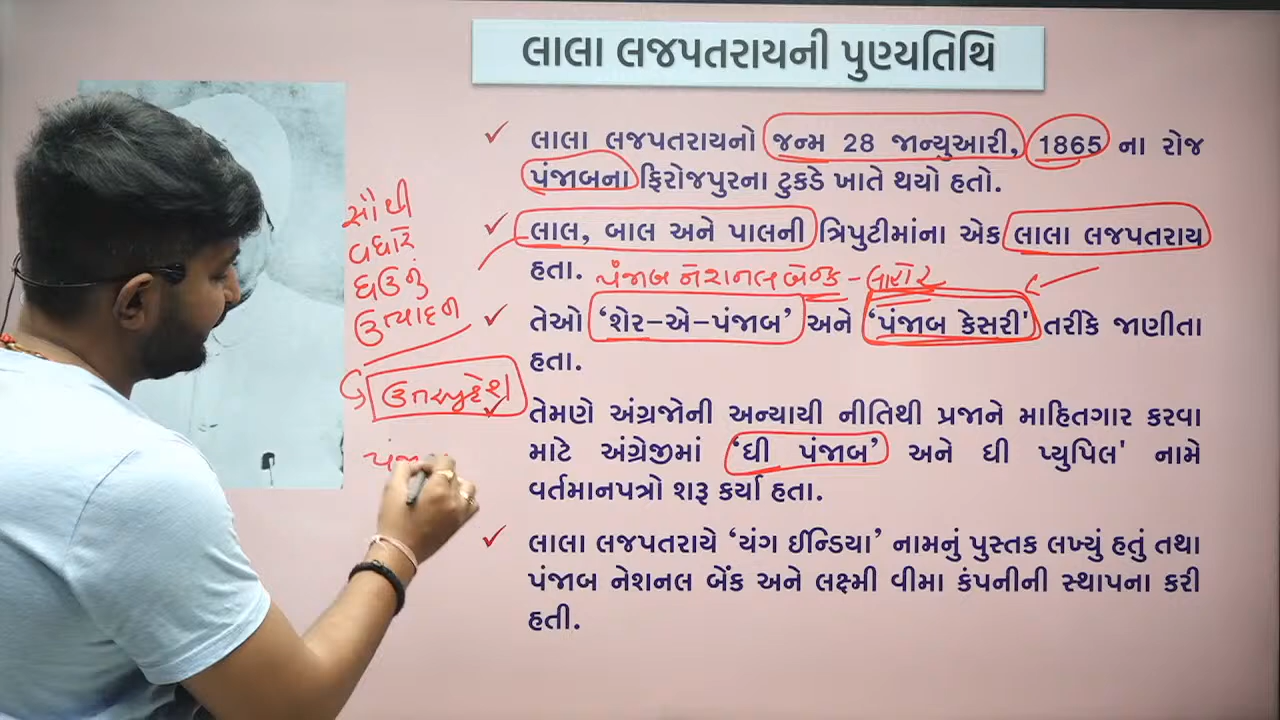 લાલા લજપતરાયની પુણ્યતિથિ
લાલા લજપતરાયનો જન્મ 28 જાન્યુઆરી, 1865 ના રોજ
પંજાબના ફિરોજપુરના ટુકડે ખાતે થયો હતો.
લાલ, બાલ અને પાલની ત્રિપુટીમાંના એક લાલા લજપતરાય
હતા. પંજાબ નેશનલ બેન્ક - લાહોર
તેઓ ‘શેર-એ-પંજાબ’ અને ‘પંજાબ કેસરી' તરીકે જાણીતા
હતા.
તેમણે અંગ્રજોની અન્યાયી નીતિથી પ્રજાને માહિતગાર કરવા
માટે અંગ્રેજીમાં ‘ધી પંજાબ’ અને ધી પ્યુપિલ' નામે
વર્તમાનપત્રો શરૂ કર્યા હતા.
લાલા લજપતરાયે ‘યંગ ઈન્ડિયા’ નામનું પુસ્તક લખ્યું હતું તથા
પંજાબ નેશનલ બેંક અને લક્ષ્મી વીમા કંપનીની સ્થાપના કરી
હતી.
સૌથી
વધારે
ઘઉંનું
ઉત્પાદન
ઉત્તરપ્રદેશ